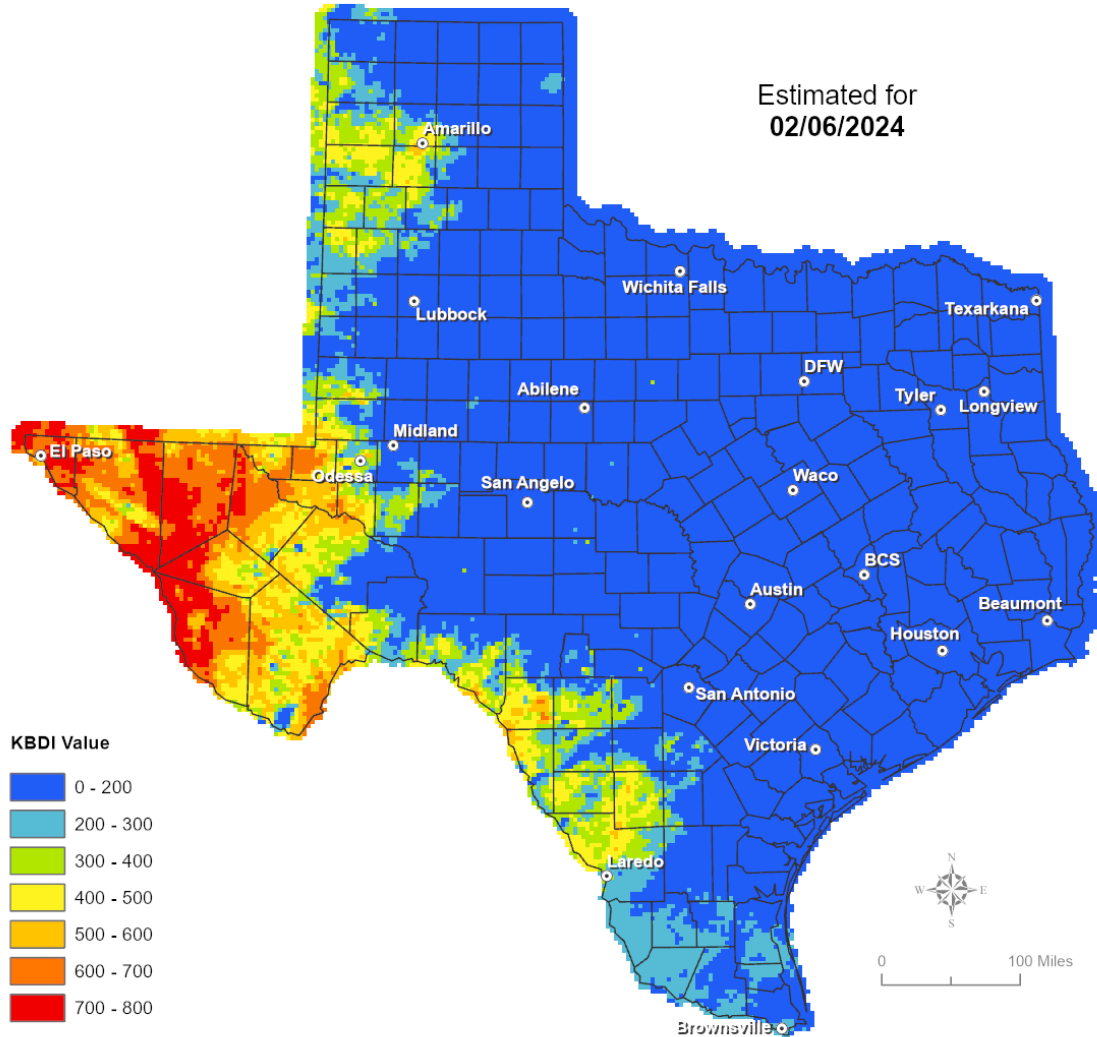 Estimated for
02/06/2024
Amarillo
Wichita Falls
Lubbock
Texarkana
DFW
Abilene
Tyler
Longview
Midland
El Paso
Odessa
San Angelo
Waco
BCS
Austin
Beaumont
Houston
San Antonio
Victoria
KBDI Value
0 - 200
200 - 300
300 - 400
400 - 500
500 - 600
600 - 700
700 - 800
Laredo
N
W E
S
0 100 Miles
Brownsville